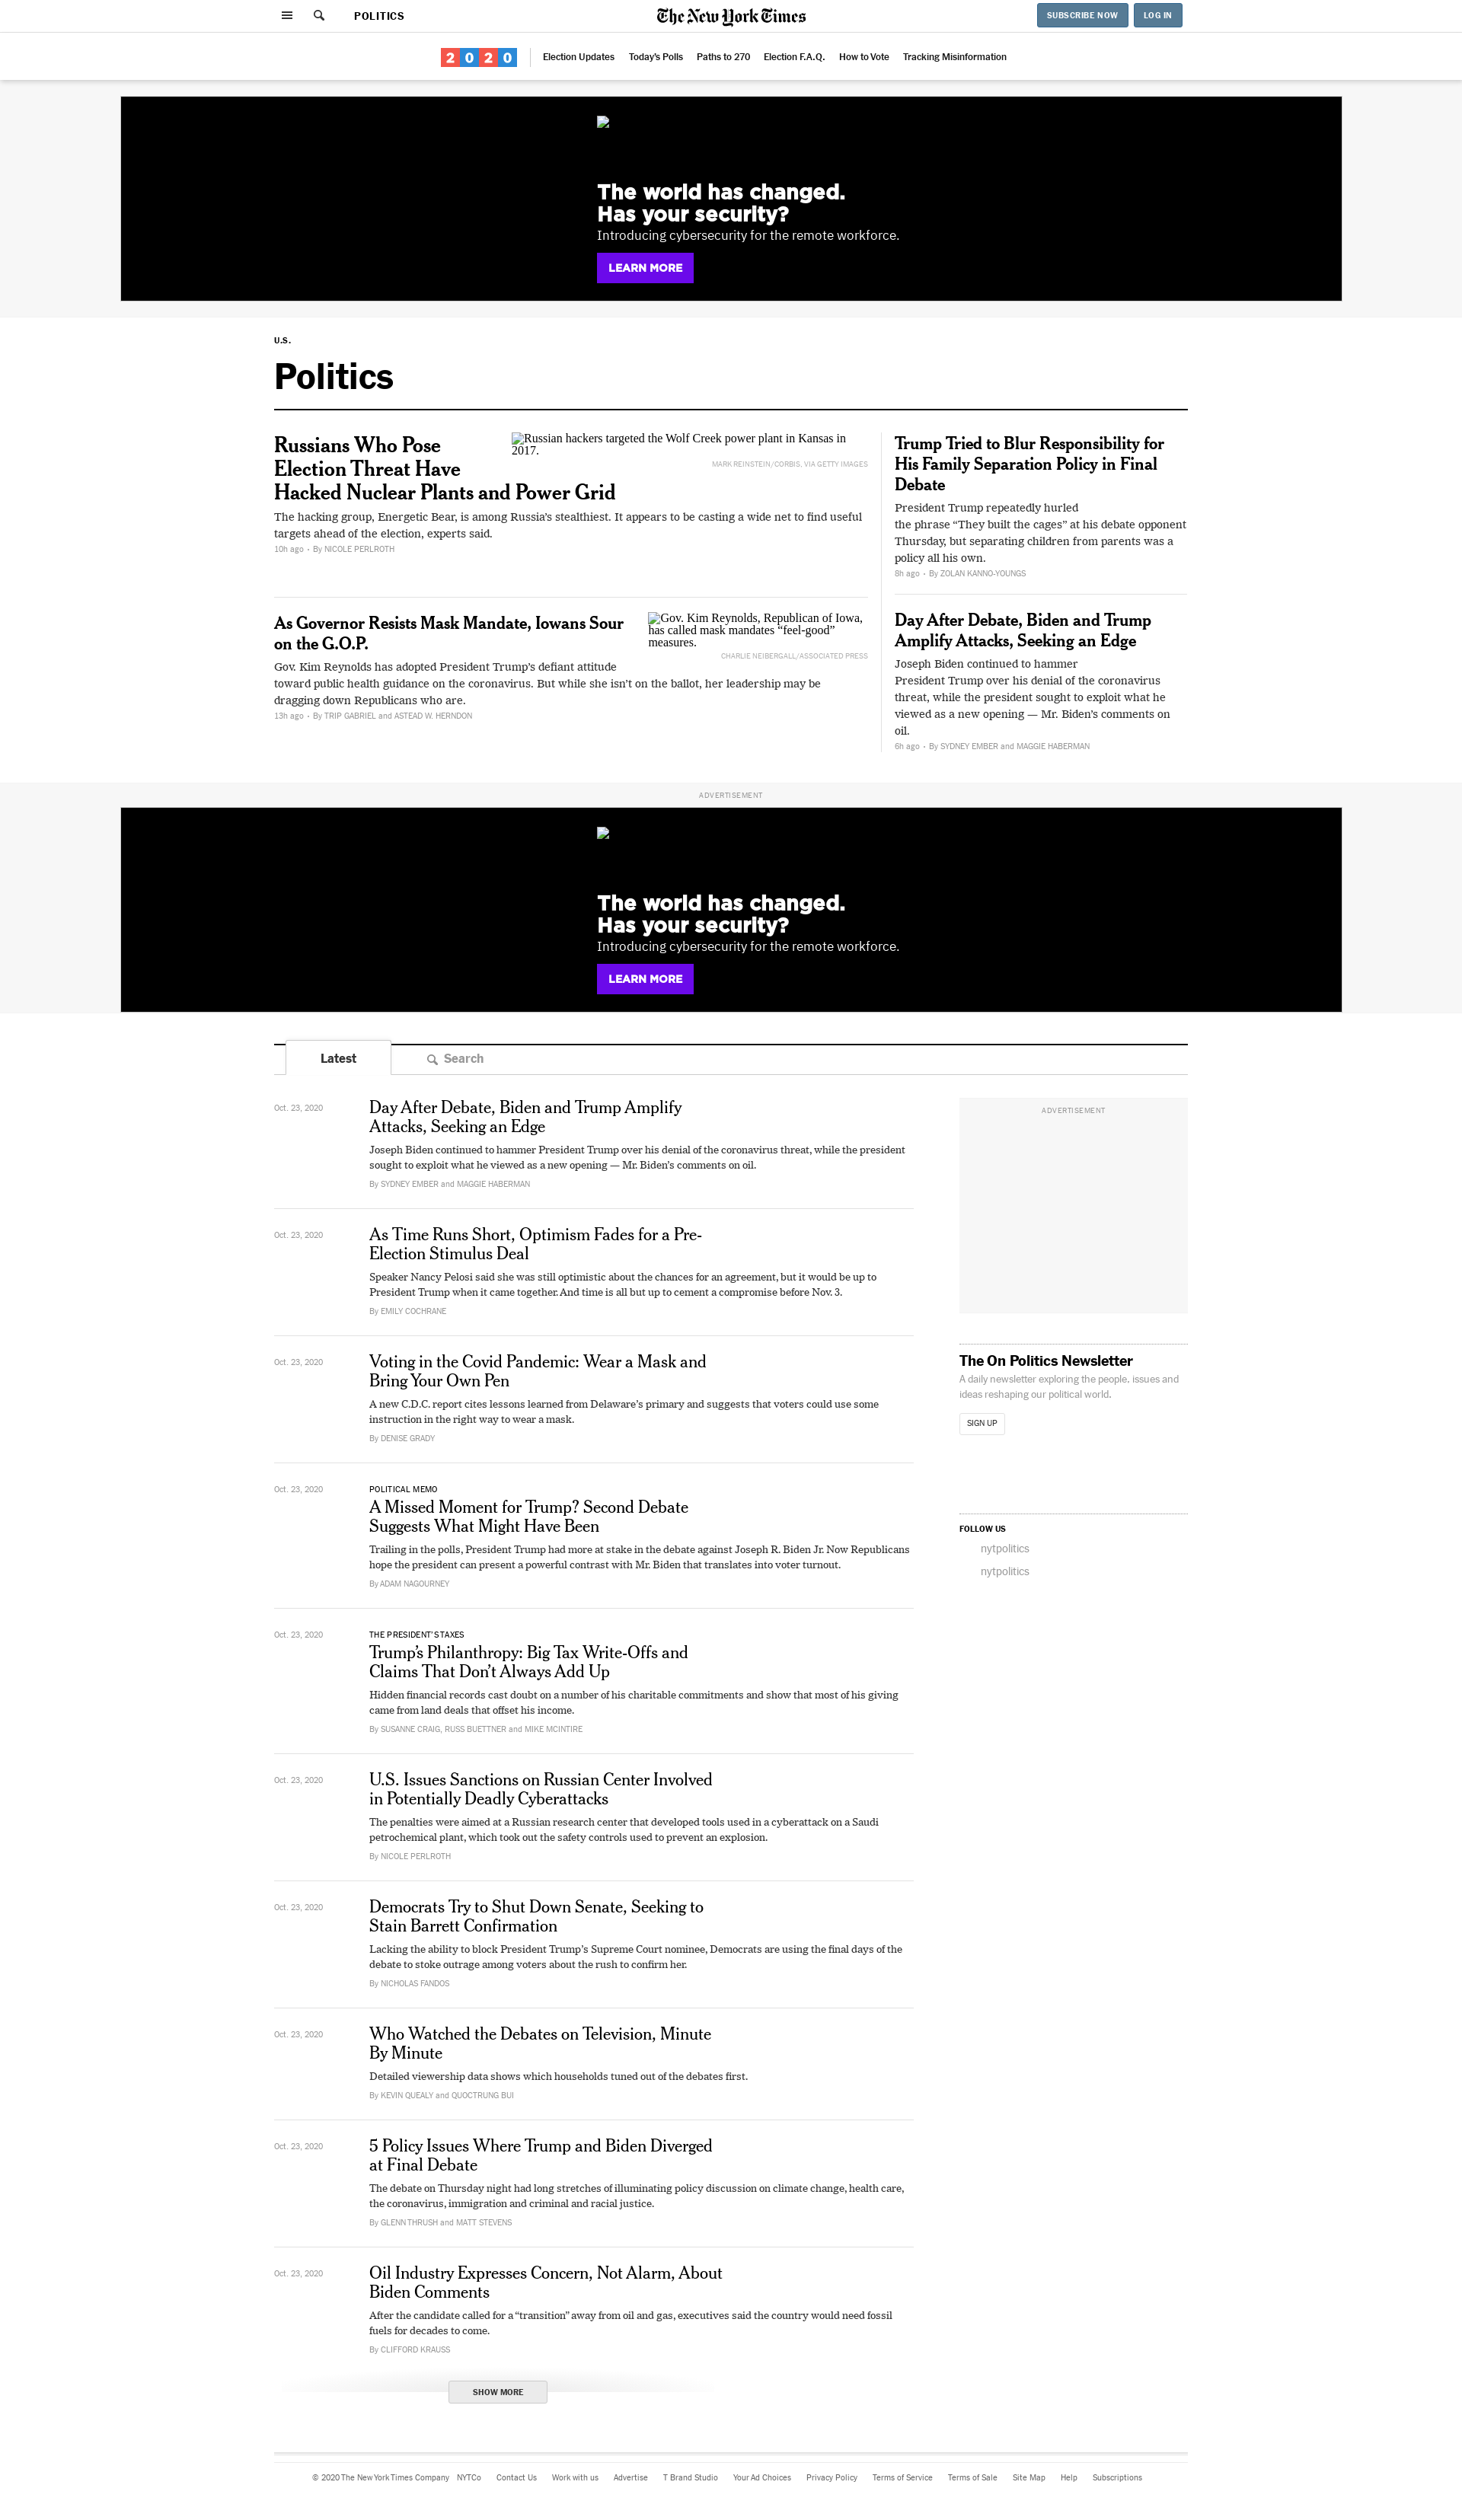 POLITICS
The New York Times
SUBSCRIBE NOW
LOG IN
2020
Election Updates
Today's Polls
Paths to 270
Election F.A.Q.
How to Vote
Tracking Misinformation
The world has changed.
Has your security?
Introducing cybersecurity for the remote workforce.
LEARN MORE
U.S.
Politics
Russians Who Pose
Election Threat Have
Hacked Nuclear Plants and Power Grid
Russian hackers targeted the Wolf Creek power plant in Kansas in
2017.
MARK REINSTEIN/CORBIS, VIA GETTY IMAGES
The hacking group, Energetic Bear, is among Russia's stealthiest. It appears to be casting a wide net to find useful
targets ahead of the election, experts said.
10h ago • By NICOLE PERLROTH
As Governor Resists Mask Mandate, Iowans Sour
on the G.O.P.
Gov. Kim Reynolds, Republican of Iowa,
has called mask mandates “feel-good”
measures.
CHARLIE NEIBERGALL/ASSOCIATED PRESS
Gov. Kim Reynolds has adopted President Trump's defiant attitude
toward public health guidance on the coronavirus. But while she isn't on the ballot, her leadership may be
dragging down Republicans who are.
13h ago • By TRIP GABRIEL and ASTEAD W. HERNDON
Trump Tried to Blur Responsibility for
His Family Separation Policy in Final
Debate
President Trump repeatedly hurled
the phrase “They built the cages” at his debate opponent
Thursday, but separating children from parents was a
policy all his own.
8h ago • By ZOLAN KANNO-YOUNGS
Day After Debate, Biden and Trump
Amplify Attacks, Seeking an Edge
Joseph Biden continued to hammer
President Trump over his denial of the coronavirus
threat, while the president sought to exploit what he
viewed as a new opening — Mr. Biden's comments on
oil.
6h ago • By SYDNEY EMBER and MAGGIE HABERMAN
ADVERTISEMENT
The world has changed.
Has your security?
Introducing cybersecurity for the remote workforce.
LEARN MORE
Latest
Search
Oct. 23, 2020
Day After Debate, Biden and Trump Amplify
Attacks, Seeking an Edge
Joseph Biden continued to hammer President Trump over his denial of the coronavirus threat, while the president
sought to exploit what he viewed as a new opening — Mr. Biden's comments on oil.
By SYDNEY EMBER and MAGGIE HABERMAN
Oct. 23, 2020
As Time Runs Short, Optimism Fades for a Pre-
Election Stimulus Deal
Speaker Nancy Pelosi said she was still optimistic about the chances for an agreement, but it would be up to
President Trump when it came together. And time is all but up to cement a compromise before Nov. 3.
By EMILY COCHRANE
Oct. 23, 2020
Voting in the Covid Pandemic: Wear a Mask and
Bring Your Own Pen
A new C.D.C. report cites lessons learned from Delaware's primary and suggests that voters could use some
instruction in the right way to wear a mask.
By DENISE GRADY
Oct. 23, 2020
POLITICAL MEMO
A Missed Moment for Trump? Second Debate
Suggests What Might Have Been
Trailing in the polls, President Trump had more at stake in the debate against Joseph R. Biden Jr. Now Republicans
hope the president can present a powerful contrast with Mr. Biden that translates into voter turnout.
By ADAM NAGOURNEY
Oct. 23, 2020
THE PRESIDENT'S TAXES
Trump's Philanthropy: Big Tax Write-Offs and
Claims That Don't Always Add Up
Hidden financial records cast doubt on a number of his charitable commitments and show that most of his giving
came from land deals that offset his income.
By SUSANNE CRAIG, RUSS BUETTNER and MIKE MCINTIRE
Oct. 23, 2020
U.S. Issues Sanctions on Russian Center Involved
in Potentially Deadly Cyberattacks
The penalties were aimed at a Russian research center that developed tools used in a cyberattack on a Saudi
petrochemical plant, which took out the safety controls used to prevent an explosion.
By NICOLE PERLROTH
Oct. 23, 2020
Democrats Try to Shut Down Senate, Seeking to
Stain Barrett Confirmation
Lacking the ability to block President Trump's Supreme Court nominee, Democrats are using the final days of the
debate to stoke outrage among voters about the rush to confirm her.
By NICHOLAS FANDOS
Oct. 23, 2020
Who Watched the Debates on Television, Minute
By Minute
Detailed viewership data shows which households tuned out of the debates first.
By KEVIN QUEALY and QUOCTRUNG BUI
Oct. 23, 2020
5 Policy Issues Where Trump and Biden Diverged
at Final Debate
The debate on Thursday night had long stretches of illuminating policy discussion on climate change, health care,
the coronavirus, immigration and criminal and racial justice.
By GLENN THRUSH and MATT STEVENS
Oct. 23, 2020
Oil Industry Expresses Concern, Not Alarm, About
Biden Comments
After the candidate called for a “transition” away from oil and gas, executives said the country would need fossil
fuels for decades to come.
By CLIFFORD KRAUSS
SHOW MORE
ADVERTISEMENT
The On Politics Newsletter
A daily newsletter exploring the people, issues and
ideas reshaping our political world.
SIGN UP
FOLLOW US
nytpolitics
nytpolitics
© 2020 The New York Times Company
NYTCo
Contact Us
Work with us
Advertise
T Brand Studio
Your Ad Choices
Privacy Policy
Terms of Service
Terms of Sale
Site Map
Help
Subscriptions